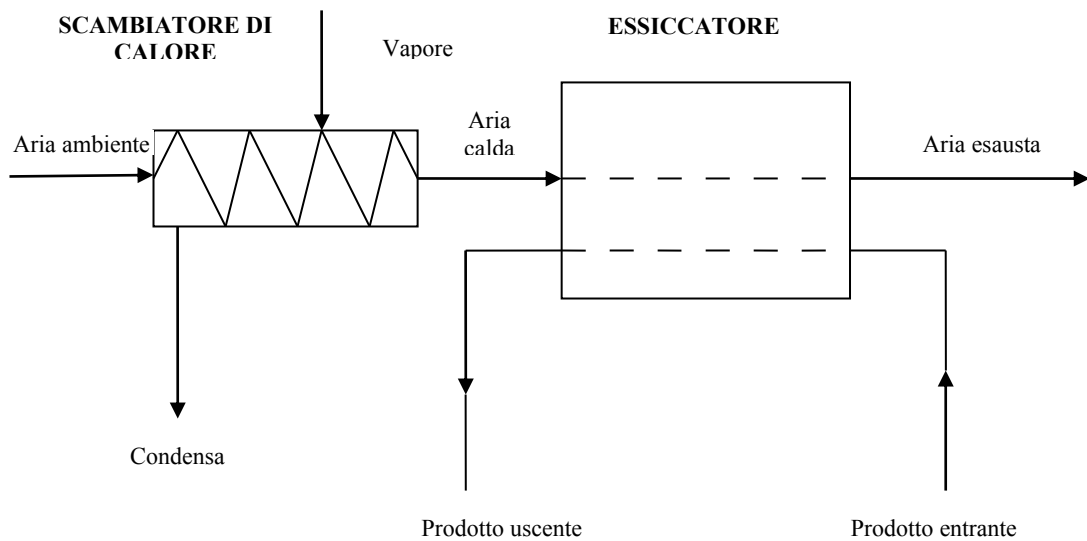 SCAMBIATORE DI
CALORE
Vapore
ESSICCATORE
Aria ambiente
Aria
calda
Aria esausta
Condensa
Prodotto uscente
Prodotto entrante